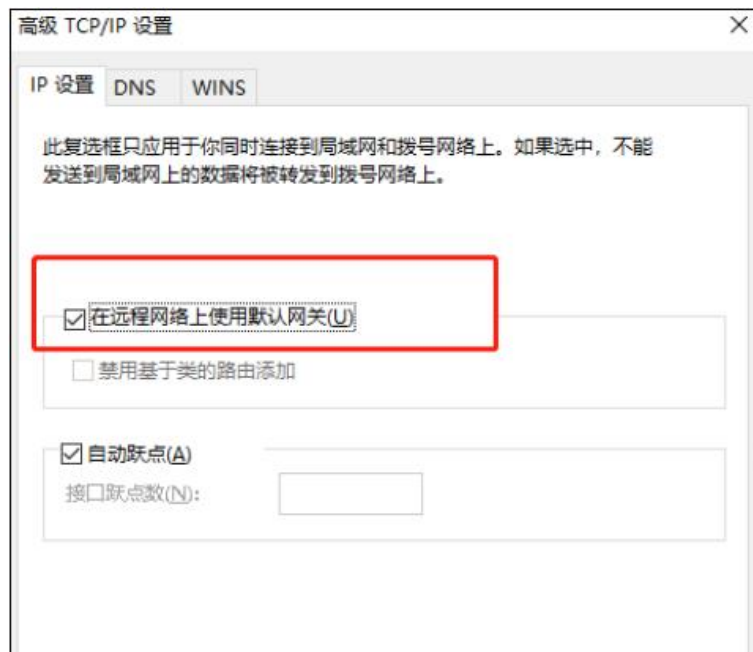 高级 TCP/IP 设置
IP 设置 DNS WINS
此复选框只应用于你同时连接到局域网和拨号网络上。如果选中，不能
发送到局域网上的数据将被转发到拨号网络上。
在远程网络上使用默认网关(U)
禁用基于类的路由添加
自动跃点(A)
接口跃点数(N):